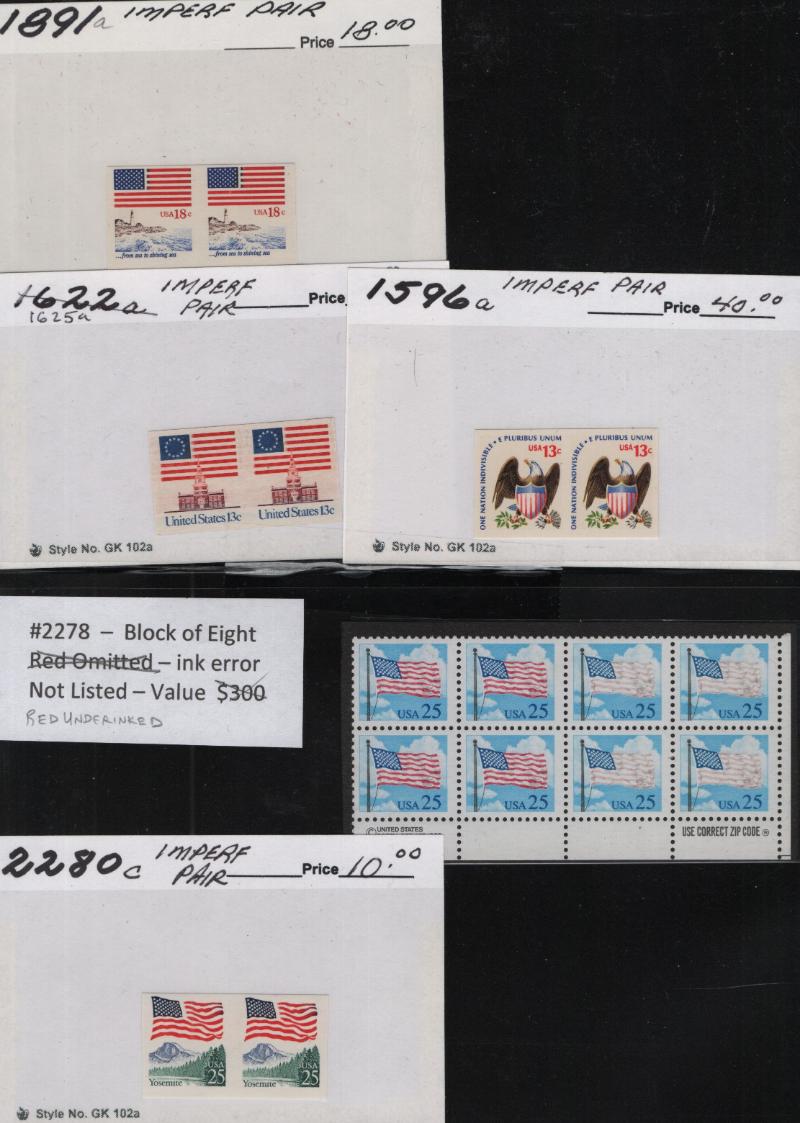 1891a IMPERF PAIR
Price 18.00
USA 18c USA 18c
...from sea to shining sea ...from sea to shining sea
1622a IMPERF
1625a PAIR Price
United States 13c United States 13c
Style No. GK 102a
1596a IMPERF PAIR
Price 40.00
ONE NATION INDIVISIBLE • E PLURIBUS UNUM ONE NATION INDIVISIBLE • E PLURIBUS UNUM
USA 13c USA 13c
Style No. GK 102a
#2278 – Block of Eight
Red Omitted – ink error
Not Listed – Value $300
RED UNDERINKED
USA 25 USA 25 USA 25 USA 25
USA 25 USA 25 USA 25 USA 25
© UNITED STATES
USE CORRECT ZIP CODE ®
2280c IMPERF
PAIR Price 10.00
USA USA
Yosemite 25 Yosemite 25
Style No. GK 102a